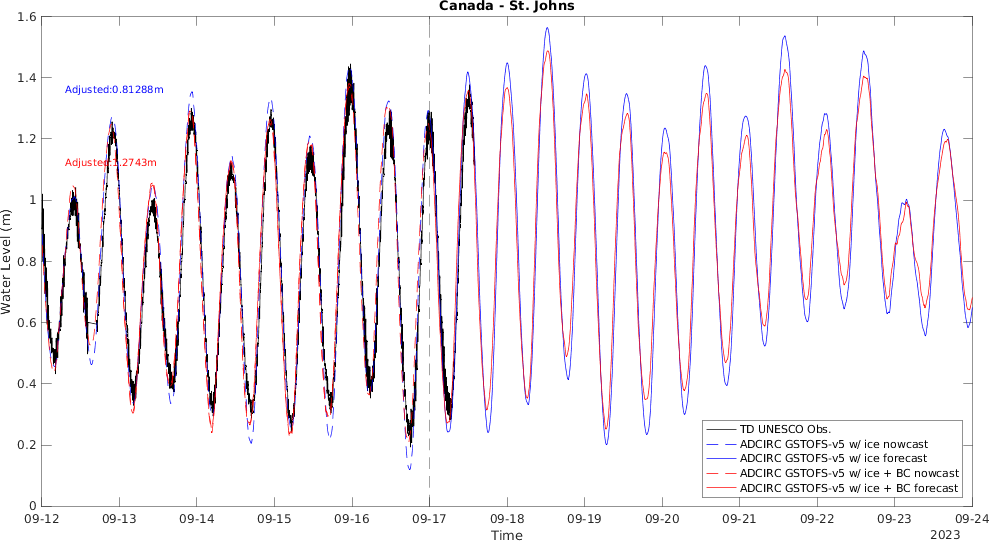 Canada - St. Johns
1.6
1.4
1.2
1
0.8
0.6
0.4
0.2
0
Water Level (m)
Adjusted:0.81288m
Adjusted:1.2743m
TD UNESCO Obs.
ADCIRC GSTOFS-v5 w/ ice nowcast
ADCIRC GSTOFS-v5 w/ ice forecast
ADCIRC GSTOFS-v5 w/ ice + BC nowcast
ADCIRC GSTOFS-v5 w/ ice + BC forecast
09-12 09-13 09-14 09-15 09-16 09-17 09-18 09-19 09-20 09-21 09-22 09-23 09-24
Time
2023